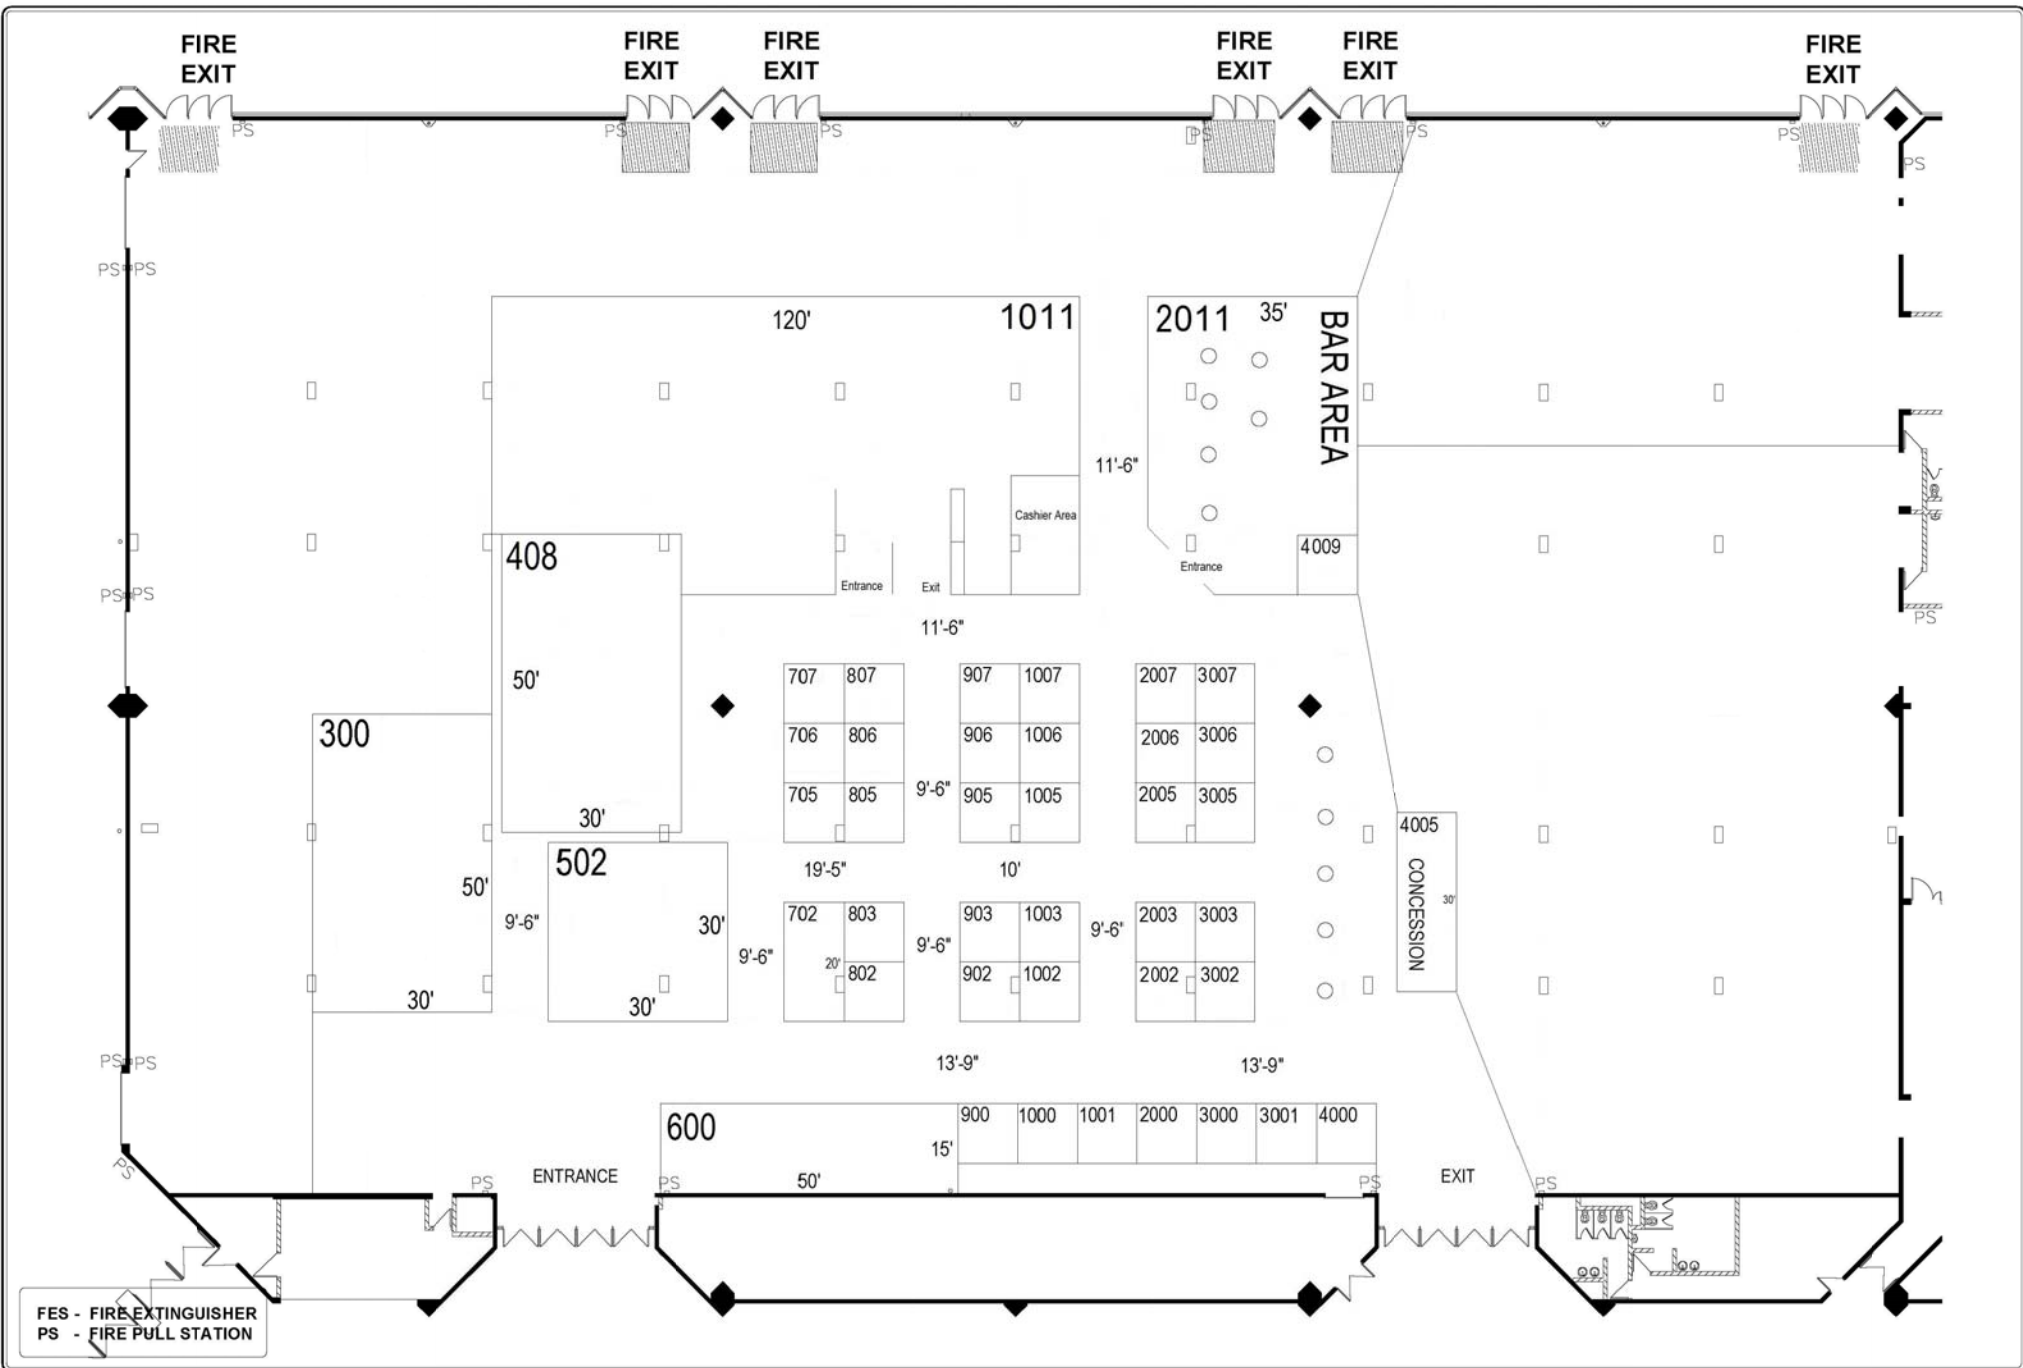 FIRE
EXIT
FIRE
EXIT
FIRE
EXIT
FIRE
EXIT
FIRE
EXIT
FIRE
EXIT
PS
PS
PS
PS
PS
PS
PS
PS PS
120'
1011
2011
35'
BAR AREA
11'-6"
Cashier Area
408
4009
Entrance
Entrance
Exit
PS PS
PS
11'-6"
50'
707 807
907 1007
2007 3007
300
706 806
906 1006
2006 3006
705 805
9'-6"
905 1005
2005 3005
30'
4005
CONCESSION
30'
502
19'-5"
10'
50'
9'-6"
30'
702 803
903 1003
9'-6"
2003 3003
9'-6"
9'-6"
20'
802
902 1002
2002 3002
30'
30'
PS PS
13'-9"
13'-9"
600
900 1000 1001 2000 3000 3001 4000
15'
50'
PS
ENTRANCE
EXIT
PS
PS
PS
PS
FES - FIRE EXTINGUISHER
PS - FIRE PULL STATION